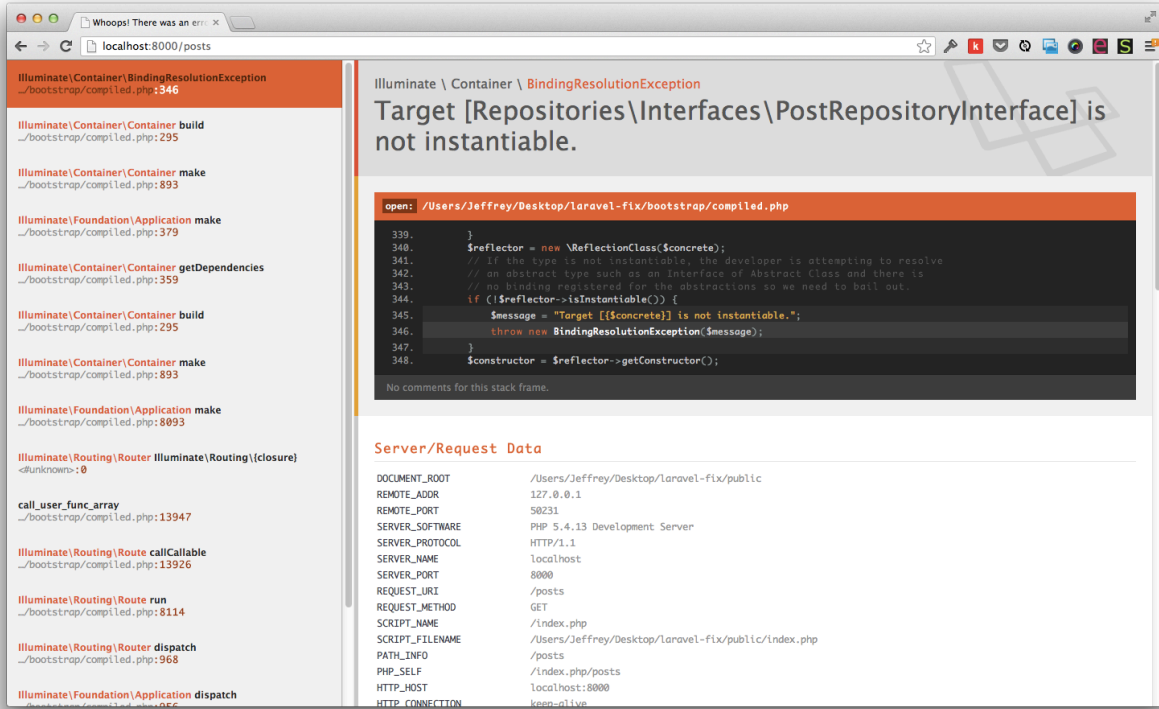 Whoops! There was an erro
localhost:8000/posts
Illuminate\Container\BindingResolutionException
…/bootstrap/compiled.php:346
Illuminate\Container\Container build
…/bootstrap/compiled.php:295
Illuminate\Container\Container make
…/bootstrap/compiled.php:893
Illuminate\Foundation\Application make
…/bootstrap/compiled.php:379
Illuminate\Container\Container getDependencies
…/bootstrap/compiled.php:359
Illuminate\Container\Container build
…/bootstrap/compiled.php:295
Illuminate\Container\Container make
…/bootstrap/compiled.php:893
Illuminate\Foundation\Application make
…/bootstrap/compiled.php:8093
Illuminate\Routing\Router Illuminate\Routing\{closure}
<#unknown>:0
call_user_func_array
…/bootstrap/compiled.php:13947
Illuminate\Routing\Route callCallable
…/bootstrap/compiled.php:13926
Illuminate\Routing\Route run
…/bootstrap/compiled.php:8114
Illuminate\Routing\Router dispatch
…/bootstrap/compiled.php:968
Illuminate\Foundation\Application dispatch
…/bootstrap/compiled.php:956
Illuminate \ Container \ BindingResolutionException
Target [Repositories\Interfaces\PostRepositoryInterface] is
not instantiable.
open: /Users/Jeffrey/Desktop/laravel-fix/bootstrap/compiled.php
339. }
340. $reflector = new \ReflectionClass($concrete);
341. // If the type is not instantiable, the developer is attempting to resolve
342. // an abstract type such as an Interface of Abstract Class and there is
343. // no binding registered for the abstractions so we need to bail out.
344. if (!$reflector->isInstantiable()) {
345. $message = "Target [{$concrete}] is not instantiable.";
346. throw new BindingResolutionException($message);
347. }
348. $constructor = $reflector->getConstructor();
No comments for this stack frame.
Server/Request Data
DOCUMENT_ROOT /Users/Jeffrey/Desktop/laravel-fix/public
REMOTE_ADDR 127.0.0.1
REMOTE_PORT 50231
SERVER_SOFTWARE PHP 5.4.13 Development Server
SERVER_PROTOCOL HTTP/1.1
SERVER_NAME localhost
SERVER_PORT 8000
REQUEST_URI /posts
REQUEST_METHOD GET
SCRIPT_NAME /index.php
SCRIPT_FILENAME /Users/Jeffrey/Desktop/laravel-fix/public/index.php
PATH_INFO /posts
PHP_SELF /index.php/posts
HTTP_HOST localhost:8000
HTTP_CONNECTION keep-alive